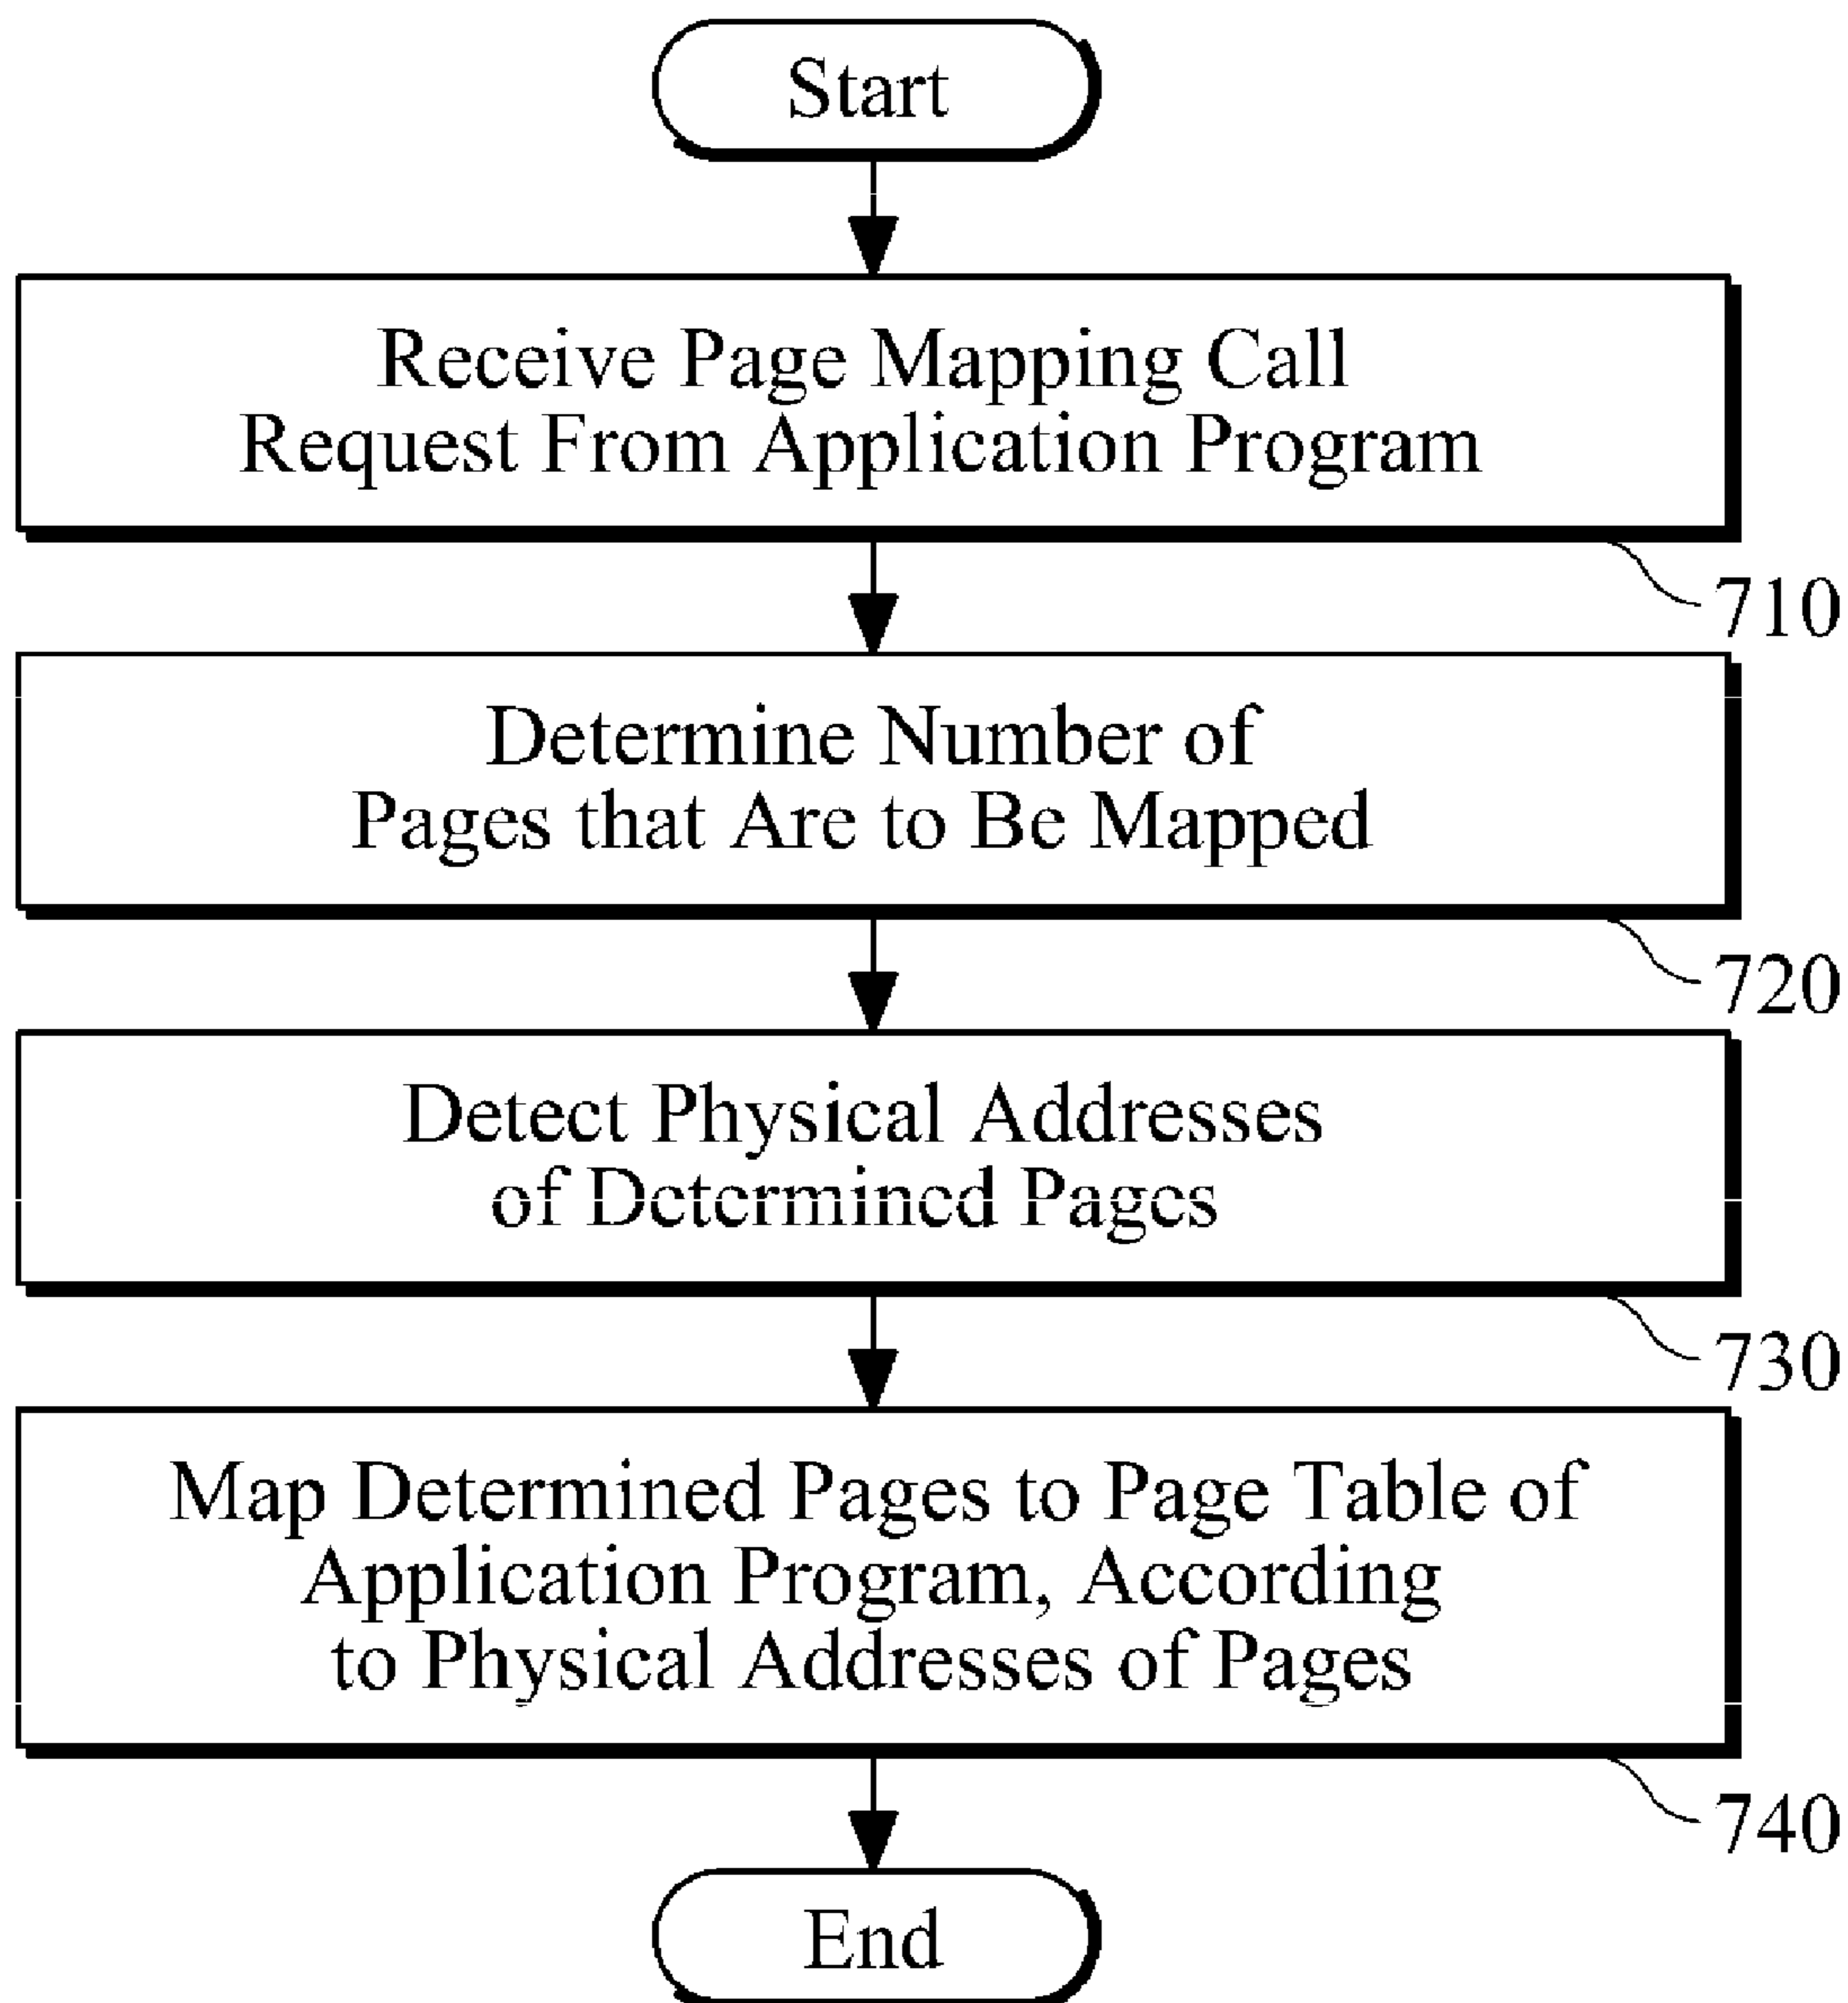 Start
Receive Page Mapping Call
Request From Application Program
710
Determine Number of
Pages that Are to Be Mapped
720
Detect Physical Addresses
of Determined Pages
730
Map Determined Pages to Page Table of
Application Program, According
to Physical Addresses of Pages
740
End